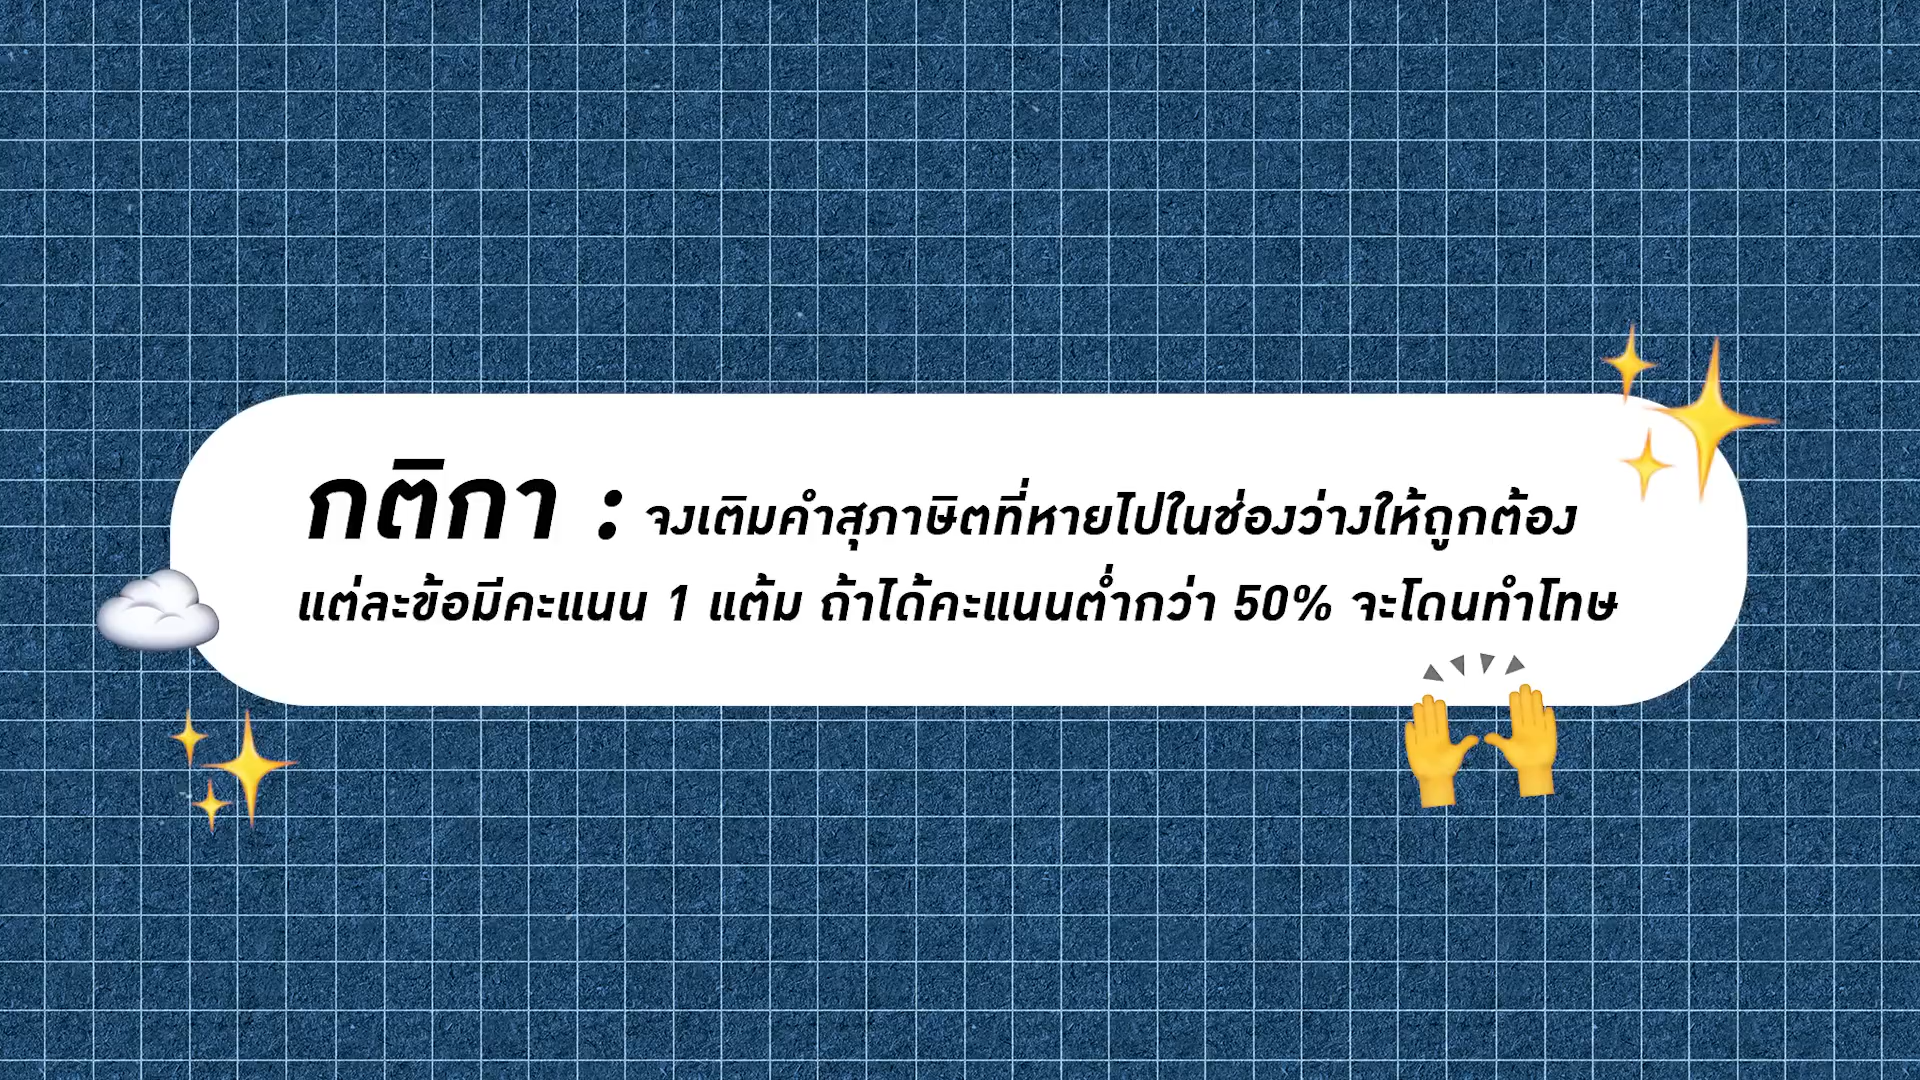 กติกา : จงเติมคำสุภาษิตที่หายไปในช่องว่างให้ถูกต้อง
แต่ละข้อมีคะแนน 1 แต้ม ถ้าได้คะแนนต่ำกว่า 50% จะโดนทำโทษ